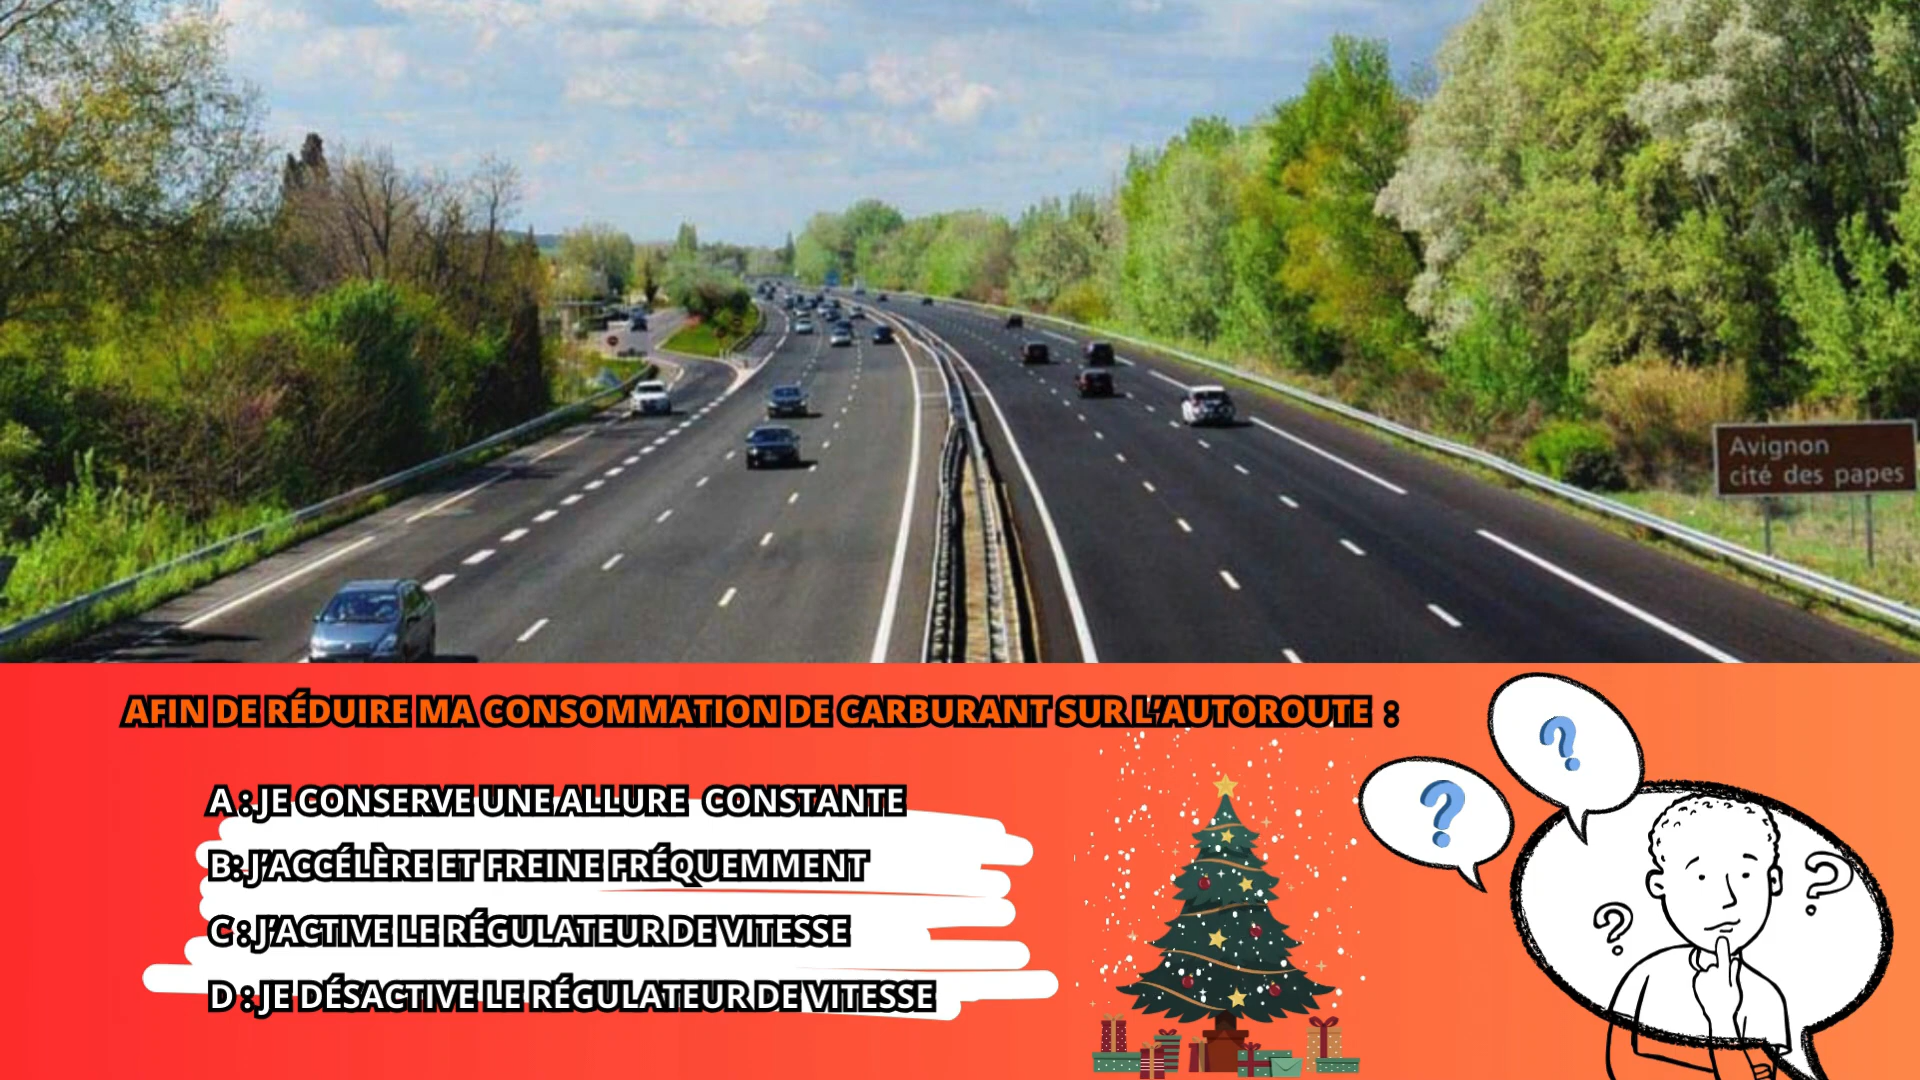 Avignon
cité des papes
AFIN DE RÉDUIRE MA CONSOMMATION DE CARBURANT SUR L'AUTOROUTE :
A : JE CONSERVE UNE ALLURE CONSTANTE
B: J'ACCÉLÈRE ET FREINE FRÉQUEMMENT
C : J'ACTIVE LE RÉGULATEUR DE VITESSE
D : JE DÉSACTIVE LE RÉGULATEUR DE VITESSE
? ?
? ?